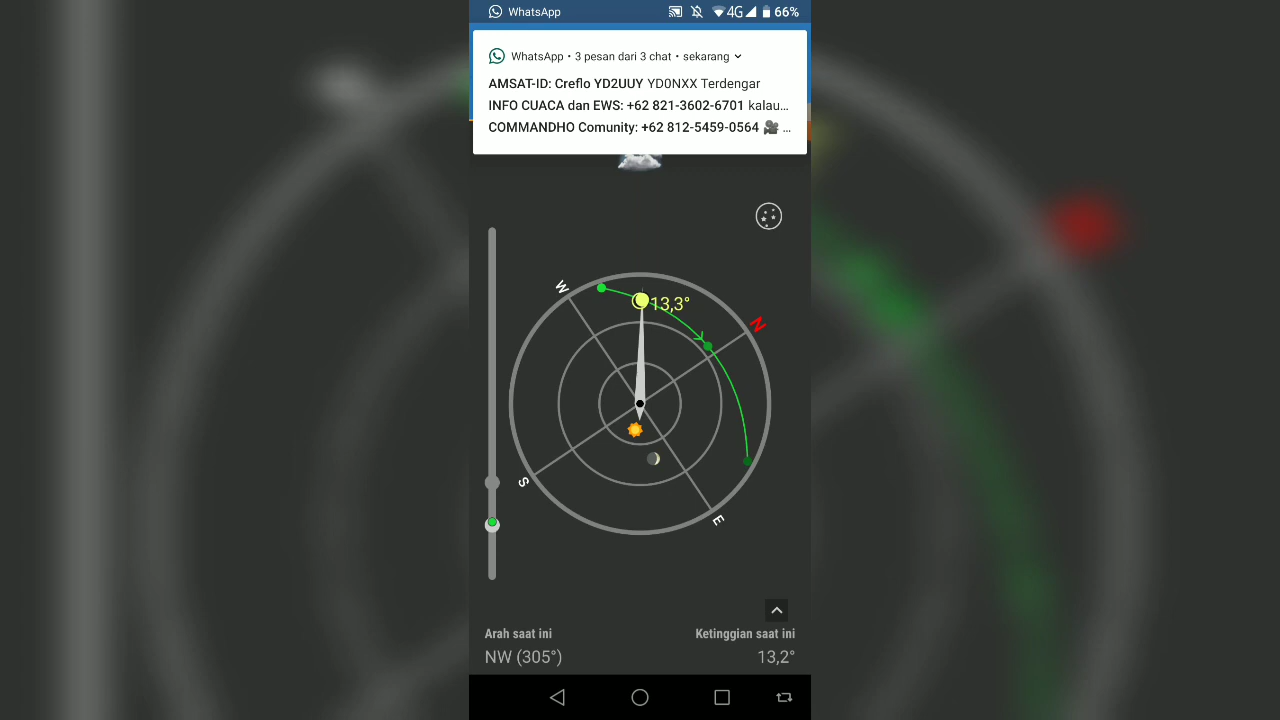 WhatsApp 4G 66%
WhatsApp • 3 pesan dari 3 chat • sekarang
AMSAT-ID: Creflo YD2UUY YD0NXX Terdengar
INFO CUACA dan EWS: +62 821-3602-6701 kalau...
COMMANDHO Comunity: +62 812-5459-0564 🎥 ...
W
13,3°
N
S
E
Arah saat ini
Ketinggian saat ini
NW (305°)
13,2°